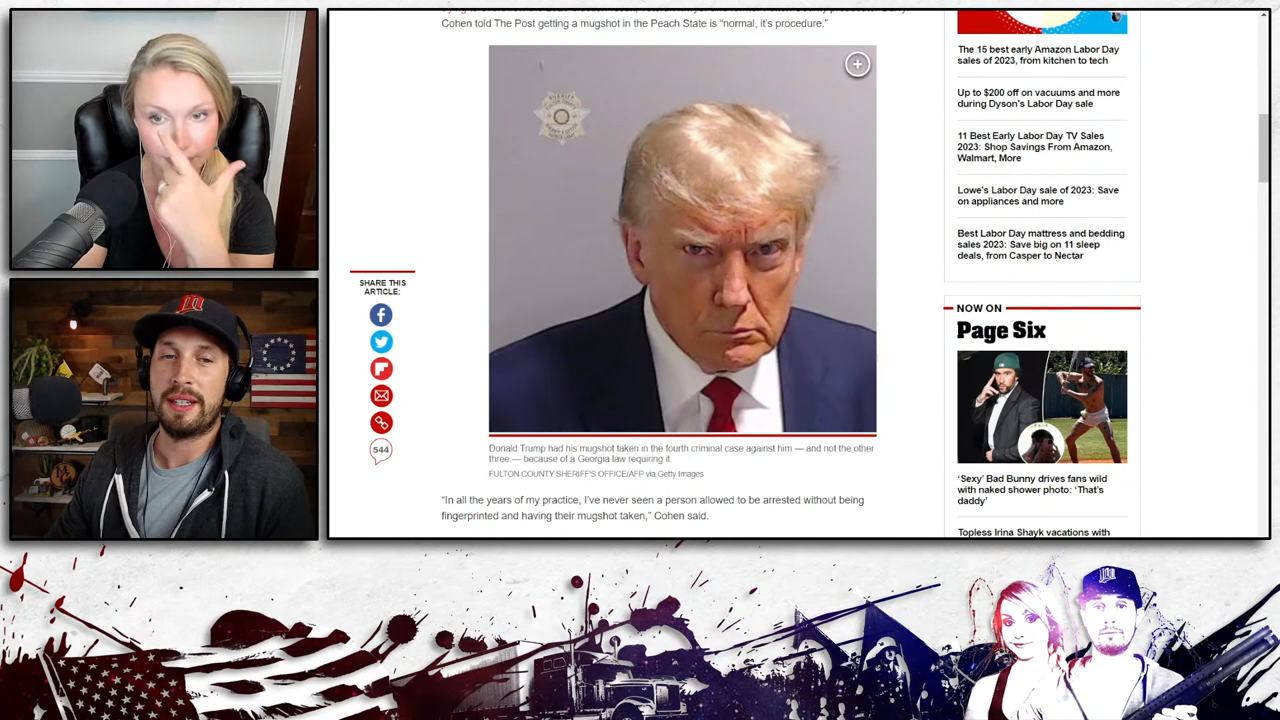 Cohen told The Post getting a mugshot in the Peach State is “normal, it’s procedure.”
SHARE THIS
ARTICLE:
544
Donald Trump had his mugshot taken in the fourth criminal case against him — and not the other
three — because of a Georgia law requiring it.
FULTON COUNTY SHERIFF'S OFFICE/AFP via Getty Images
“In all the years of my practice, I’ve never seen a person allowed to be arrested without being
fingerprinted and having their mugshot taken,” Cohen said.
The 15 best early Amazon Labor Day
sales of 2023, from kitchen to tech
Up to $200 off on vacuums and more
during Dyson's Labor Day sale
11 Best Early Labor Day TV Sales
2023: Shop Savings From Amazon,
Walmart, More
Lowe's Labor Day sale of 2023: Save
on appliances and more
Best Labor Day mattress and bedding
sales 2023: Save big on 11 sleep
deals, from Casper to Nectar
NOW ON
Page Six
‘Sexy’ Bad Bunny drives fans wild
with naked shower photo: ‘That’s
daddy’
Topless Irina Shayk vacations with